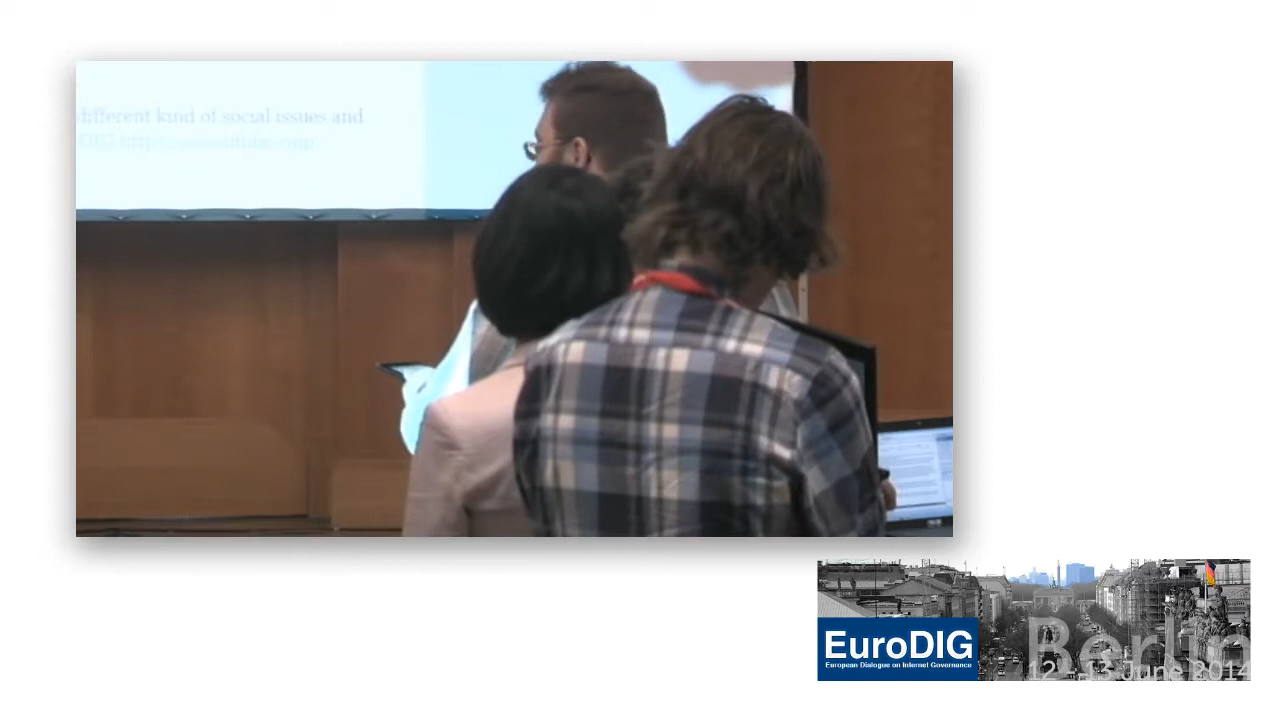 different kind of social issues and
EuroDIG
European Dialogue on Internet Governance
Berlin
12 - 13 June 2014